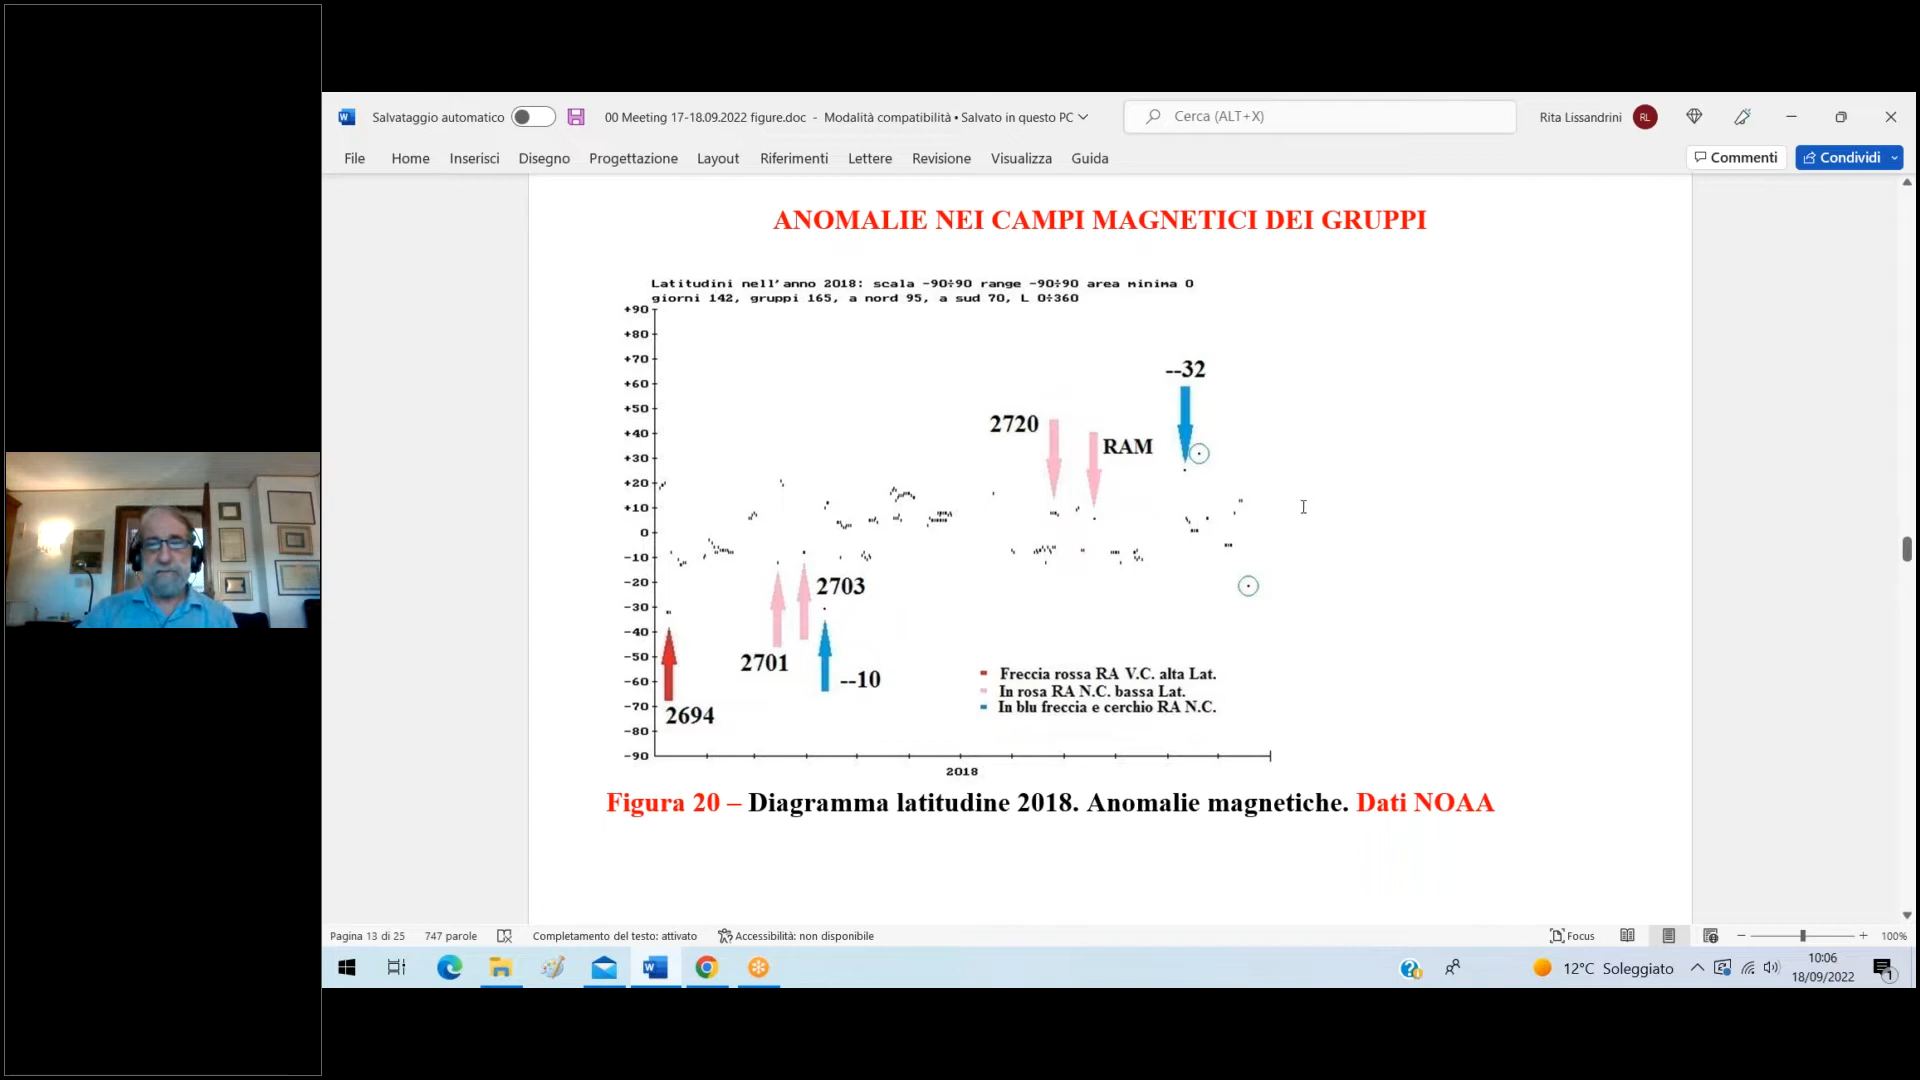 Salvataggio automatico
00 Meeting 17-18.09.2022 figure.doc - Modalità compatibilità • Salvato in questo PC
Cerca (ALT+X)
Rita Lissandrini
RL
File Home Inserisci Disegno Progettazione Layout Riferimenti Lettere Revisione Visualizza Guida
Commenti
Condividi
ANOMALIE NEI CAMPI MAGNETICI DEI GRUPPI
Latitudini nell'anno 2018: scala -90÷90 range -90÷90 area minima 0
giorni 142, gruppi 165, a nord 95, a sud 70, L 0÷360
+90
+80
+70
+60
+50
+40
+30
+20
+10
0
-10
-20
-30
-40
-50
-60
-70
-80
-90
--32
2720
RAM
2703
2701
--10
2694
Freccia rossa RA V.C. alta Lat.
In rosa RA N.C. bassa Lat.
In blu freccia e cerchio RA N.C.
2018
Figura 20 – Diagramma latitudine 2018. Anomalie magnetiche. Dati NOAA
Pagina 13 di 25 747 parole Completamento del testo: attivato Accessibilità: non disponibile
Focus
100%
12°C Soleggiato
10:06
18/09/2022
1